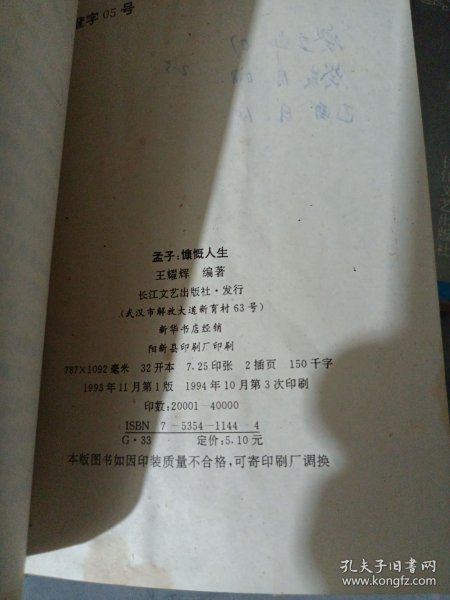 字05号
孟子:慷慨人生
王耀辉 编著
长江文艺出版社·发行
(武汉市解放大道新育村63号)
新华书店经销
阳新县印刷厂印刷
787×1092毫米 32开本 7.25印张 2插页 150千字
1993年11月第1版 1994年10月第3次印刷
印数:20001—40000
ISBN 7-5354-1144 4
G·33 定价:5.10元
本版图书如因印装质量不合格,可寄印刷厂调换
江文艺出版社
孔夫子旧书网
www.kongfz.com